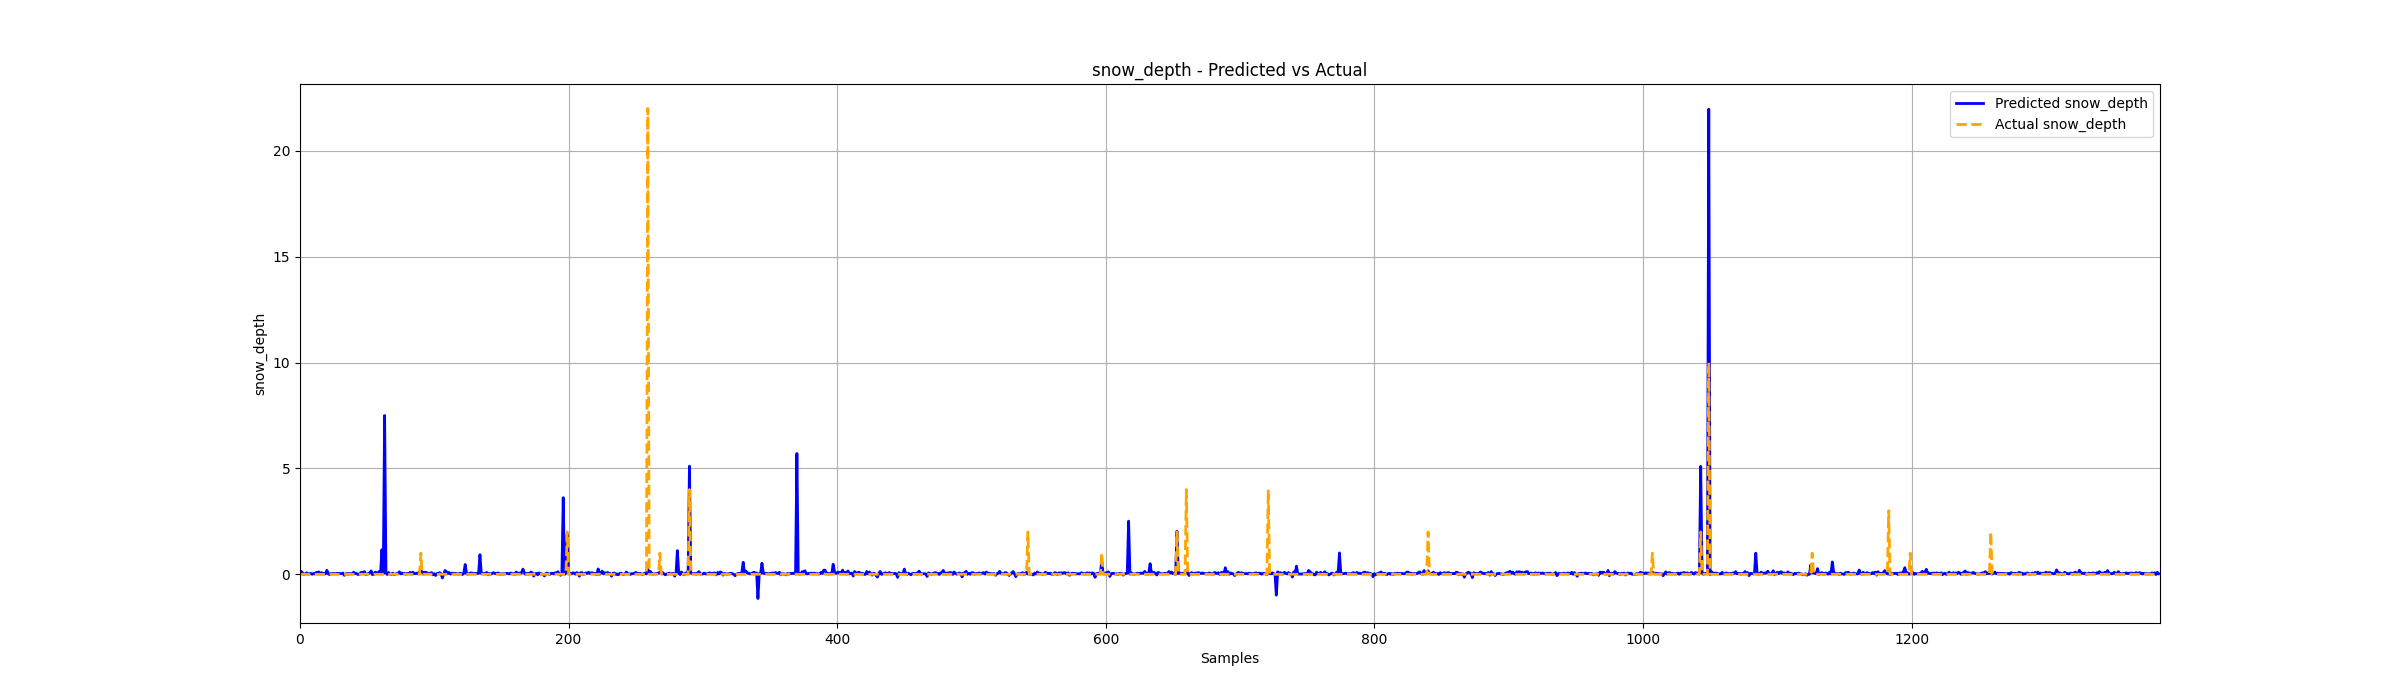 snow_depth - Predicted vs Actual
Predicted snow_depth
Actual snow_depth
snow_depth
20
15
10
5
0
0
200
400
600
800
1000
1200
Samples